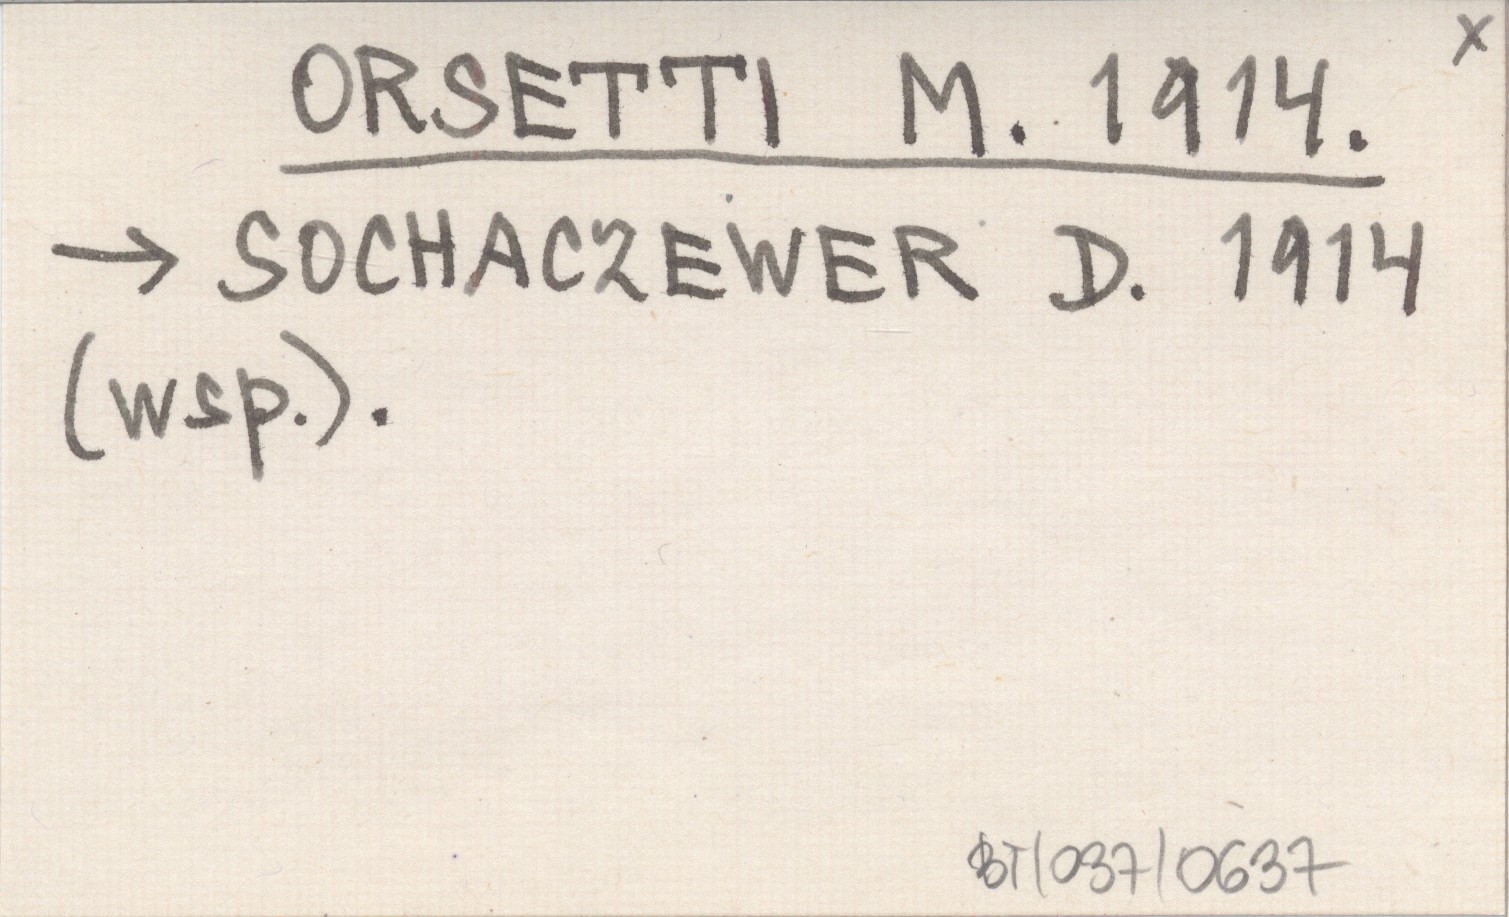 x
ORSETTI M. 1914.
→ SOCHACZEWER D. 1914
(wsp.).
BT/037/0637